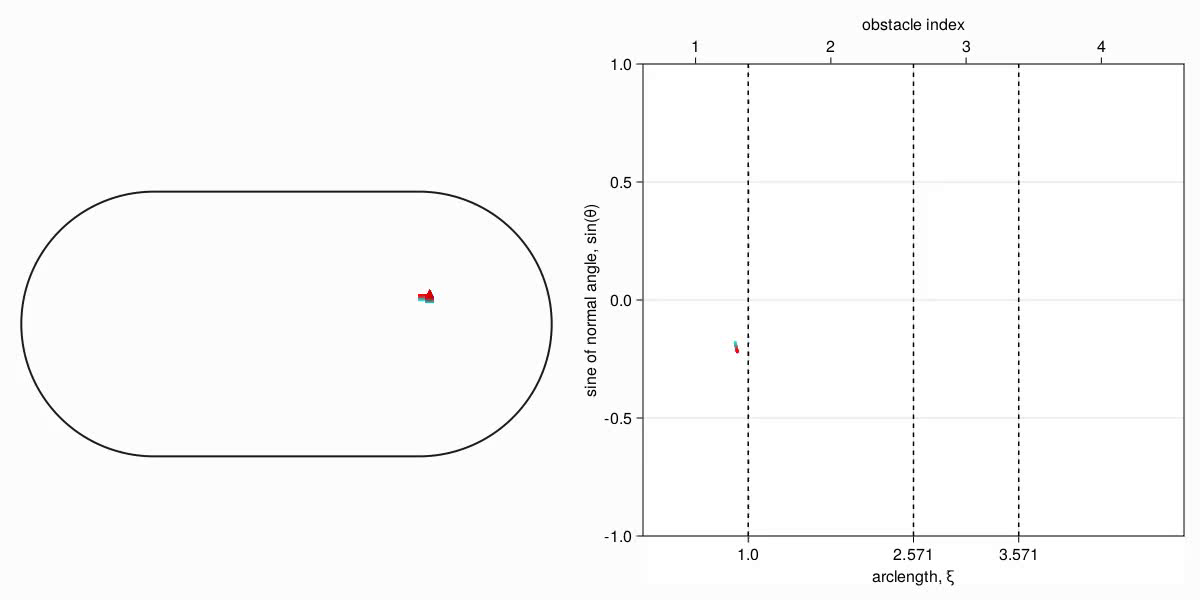 obstacle index
1 2 3 4
1.0
0.5
0.0
-0.5
-1.0
sine of normal angle, sin(θ)
1.0 2.571 3.571
arclength, ξ